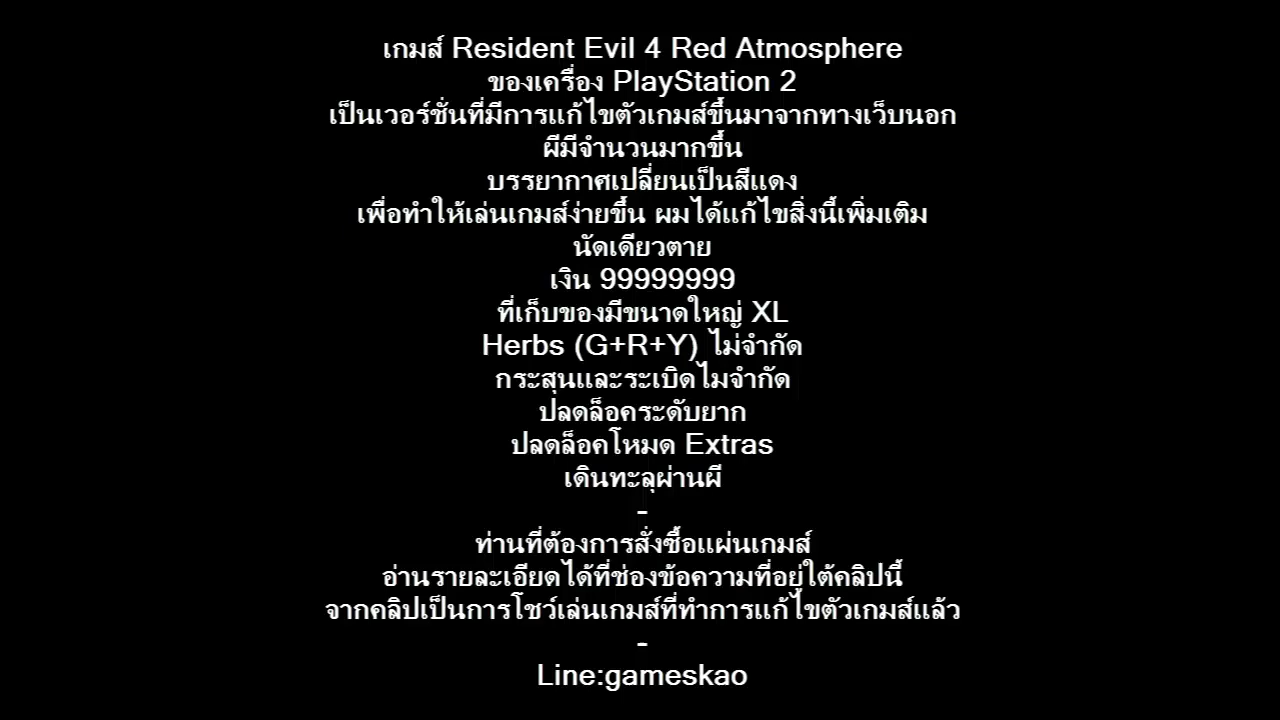 เกมส์ Resident Evil 4 Red Atmosphere
ของเครื่อง PlayStation 2
เป็นเวอร์ชั่นที่มีการแก้ไขตัวเกมส์ขึ้นมาจากทางเว็บนอก
ผีมีจำนวนมากขึ้น
บรรยากาศเปลี่ยนเป็นสีแดง
เพื่อทำให้เล่นเกมส์ง่ายขึ้น ผมได้แก้ไขสิ่งนี้เพิ่มเติม
นัดเดียวตาย
เงิน 99999999
ที่เก็บของมีขนาดใหญ่ XL
Herbs (G+R+Y) ไม่จำกัด
กระสุนและระเบิดไมจำกัด
ปลดล็อคระดับยาก
ปลดล็อคโหมด Extras
เดินทะลุผ่านผี
-
ท่านที่ต้องการสั่งซื้อแผ่นเกมส์
อ่านรายละเอียดได้ที่ช่องข้อความที่อยู่ใต้คลิปนี้
จากคลิปเป็นการโชว์เล่นเกมส์ที่ทำการแก้ไขตัวเกมส์แล้ว
-
Line:gameskao